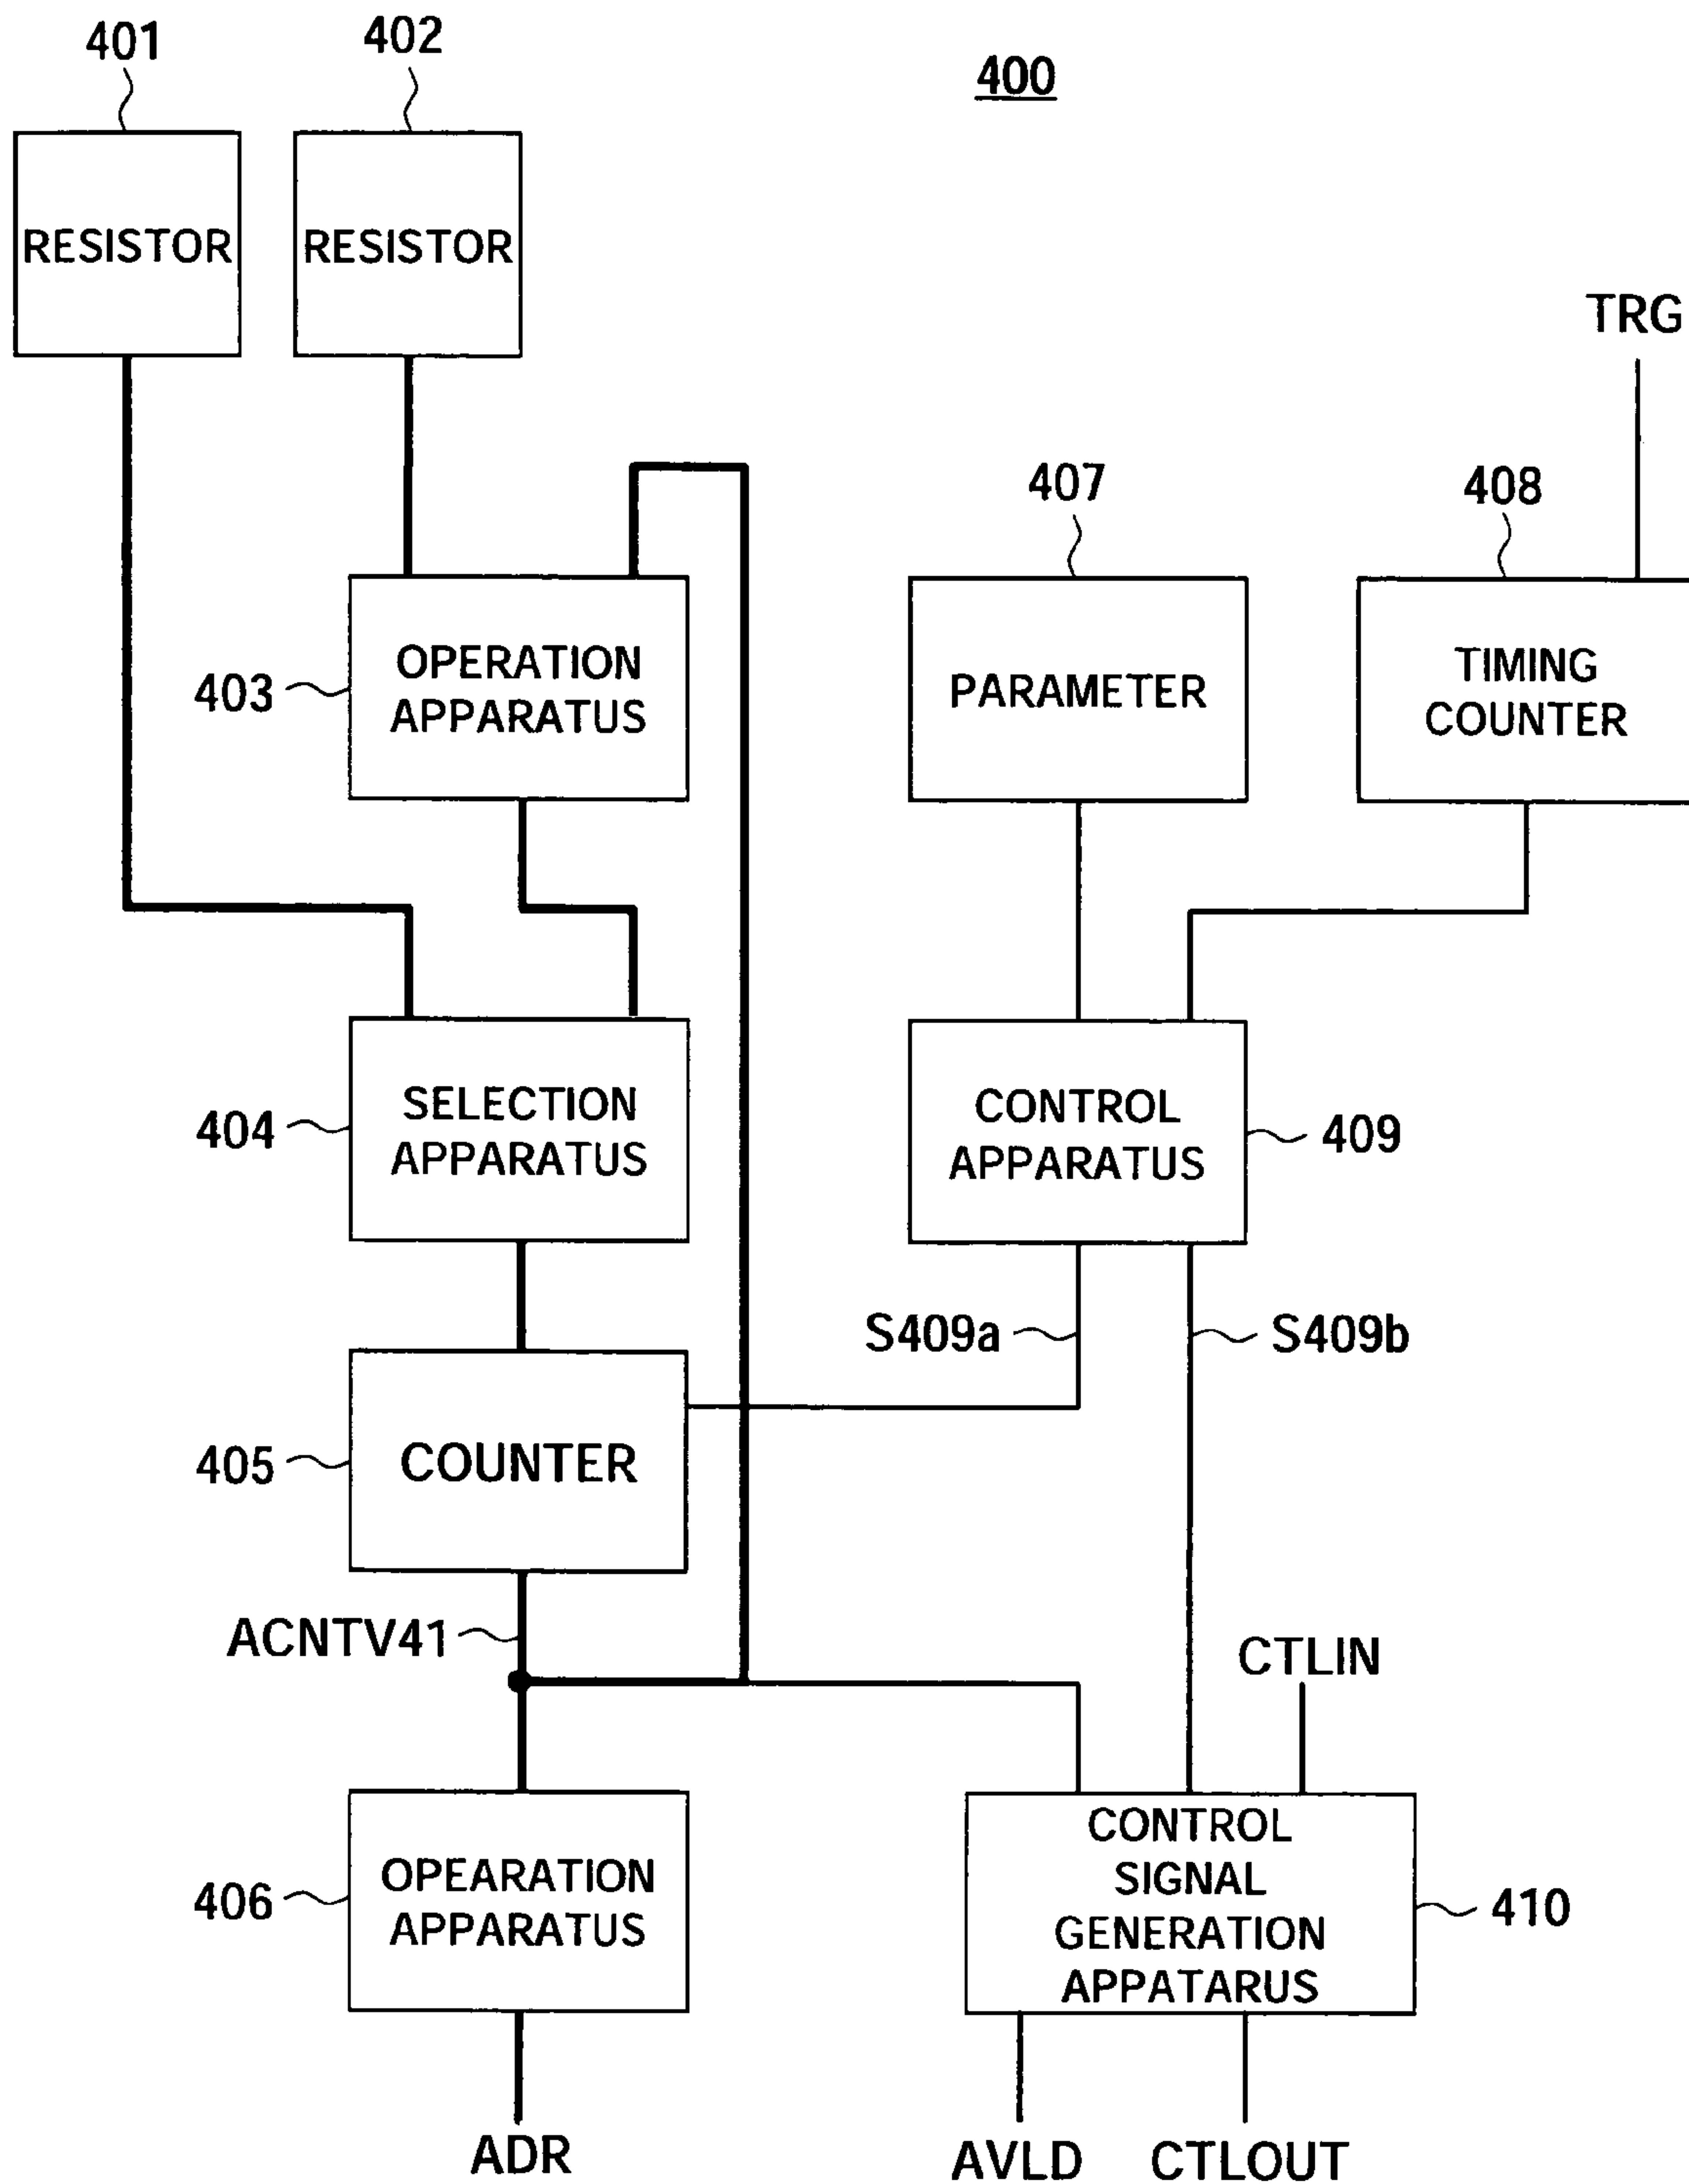 401
402
400
RESISTOR
RESISTOR
TRG
407
408
403
OPERATION
APPARATUS
PARAMETER
TIMING
COUNTER
404
SELECTION
APPARATUS
CONTROL
APPARATUS
409
S409a
S409b
405
COUNTER
ACNTV41
CTLIN
406
OPEARATION
APPARATUS
CONTROL
SIGNAL
GENERATION
APPATARUS
410
ADR
AVLD
CTLOUT